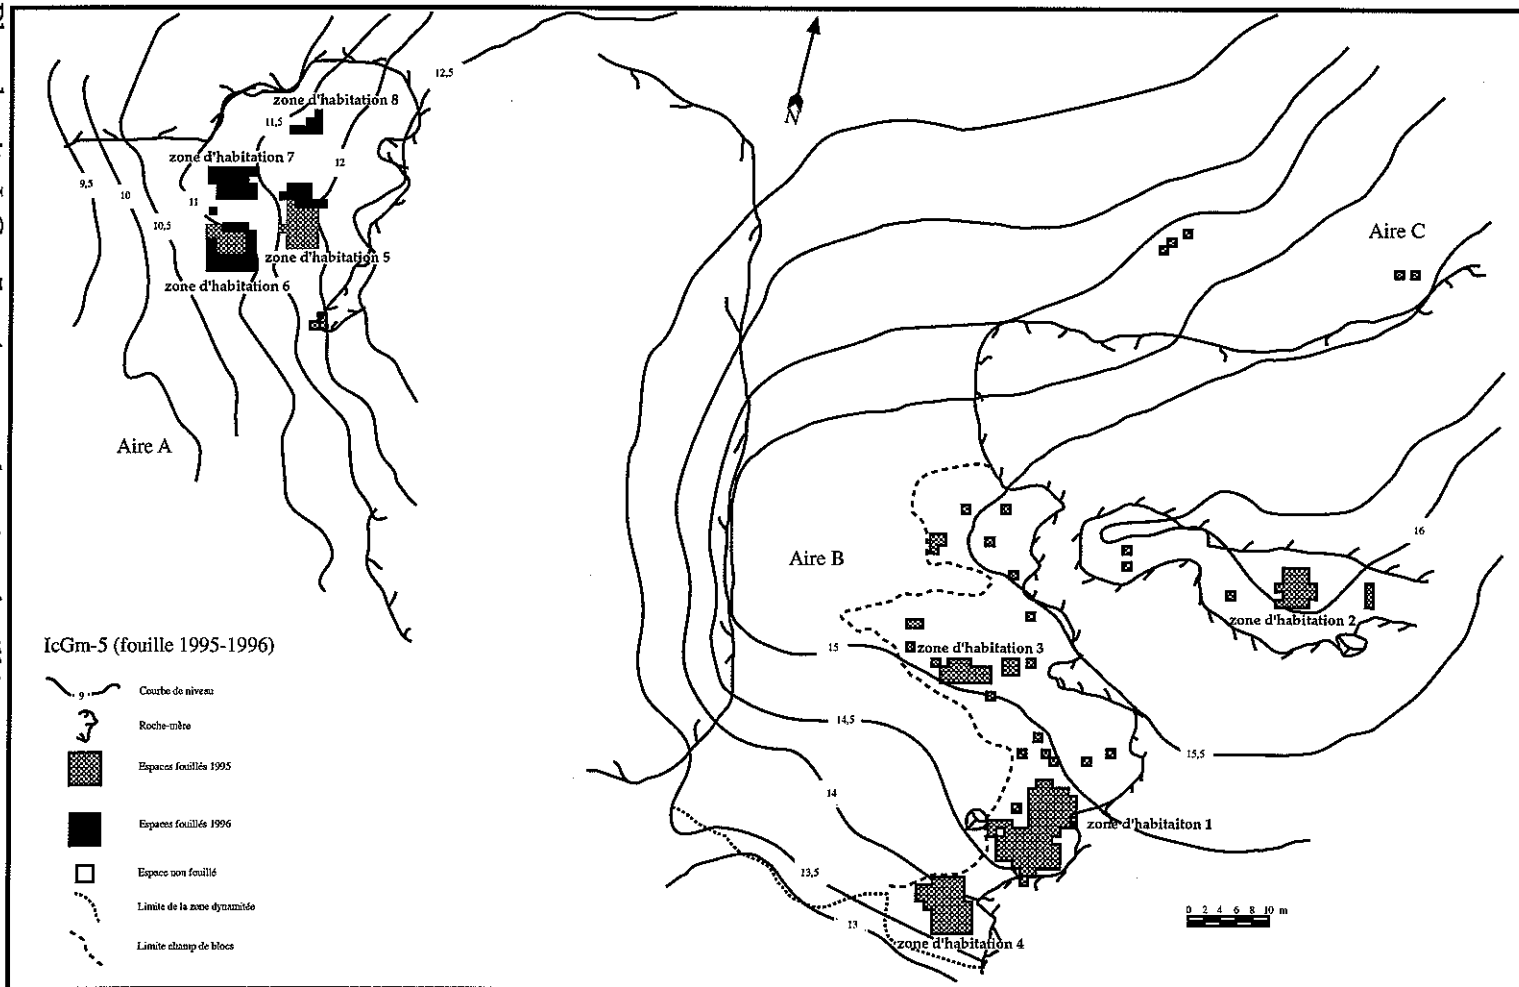 12,5
zone d'habitation 8
11,5
N
zone d'habitation 7
12
9,5
10
11
10,5
Aire C
zone d'habitation 5
zone d'habitation 6
Aire A
16
Aire B
zone d'habitation 2
IcGm-5 (fouille 1995-1996)
15
zone d'habitation 3
9
Courbe de niveau
Roche-mère
14,5
15,5
Espaces fouillés 1995
14
Espaces fouillés 1996
zone d'habitaiton 1
Espace non fouillé
13,5
Limite de la zone dynamitée
0 2 4 6 8 10 m
13
Limite champ de blocs
zone d'habitation 4